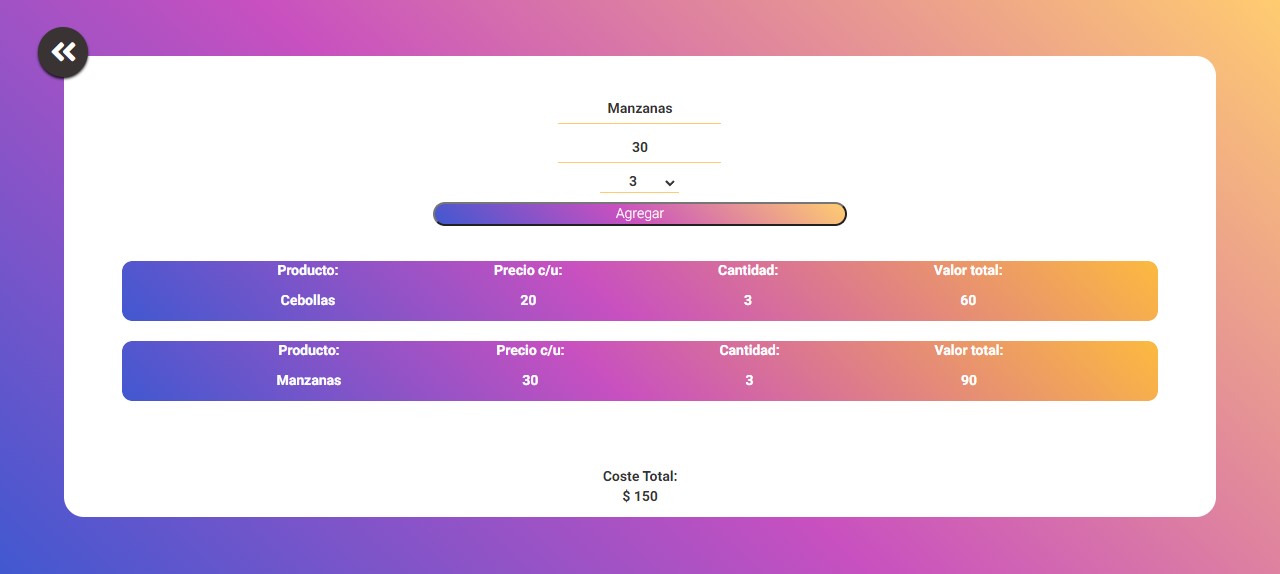 Manzanas
30
3
Agregar
Producto: Precio c/u: Cantidad: Valor total:
Cebollas 20 3 60
Producto: Precio c/u: Cantidad: Valor total:
Manzanas 30 3 90
Coste Total:
$ 150